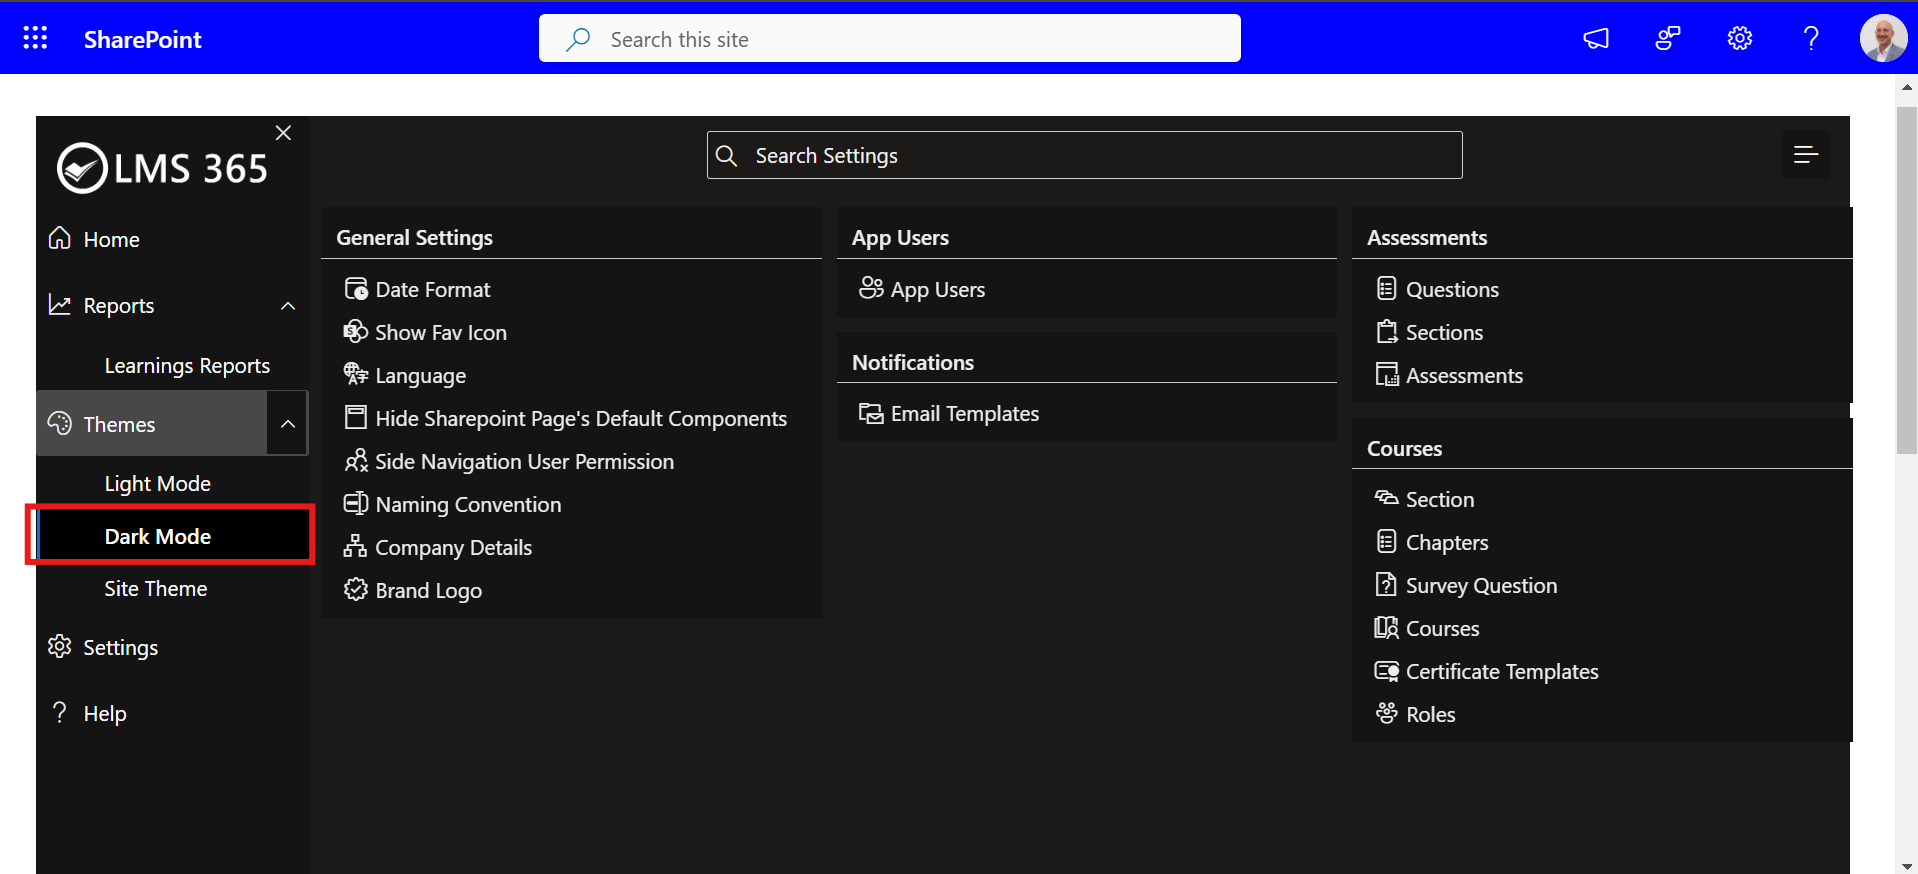 SharePoint
Search this site
LMS 365
Search Settings
Home
Reports
Learnings Reports
Themes
Light Mode
Dark Mode
Site Theme
Settings
Help
General Settings
Date Format
Show Fav Icon
Language
Hide Sharepoint Page's Default Components
Side Navigation User Permission
Naming Convention
Company Details
Brand Logo
App Users
App Users
Notifications
Email Templates
Assessments
Questions
Sections
Assessments
Courses
Section
Chapters
Survey Question
Courses
Certificate Templates
Roles